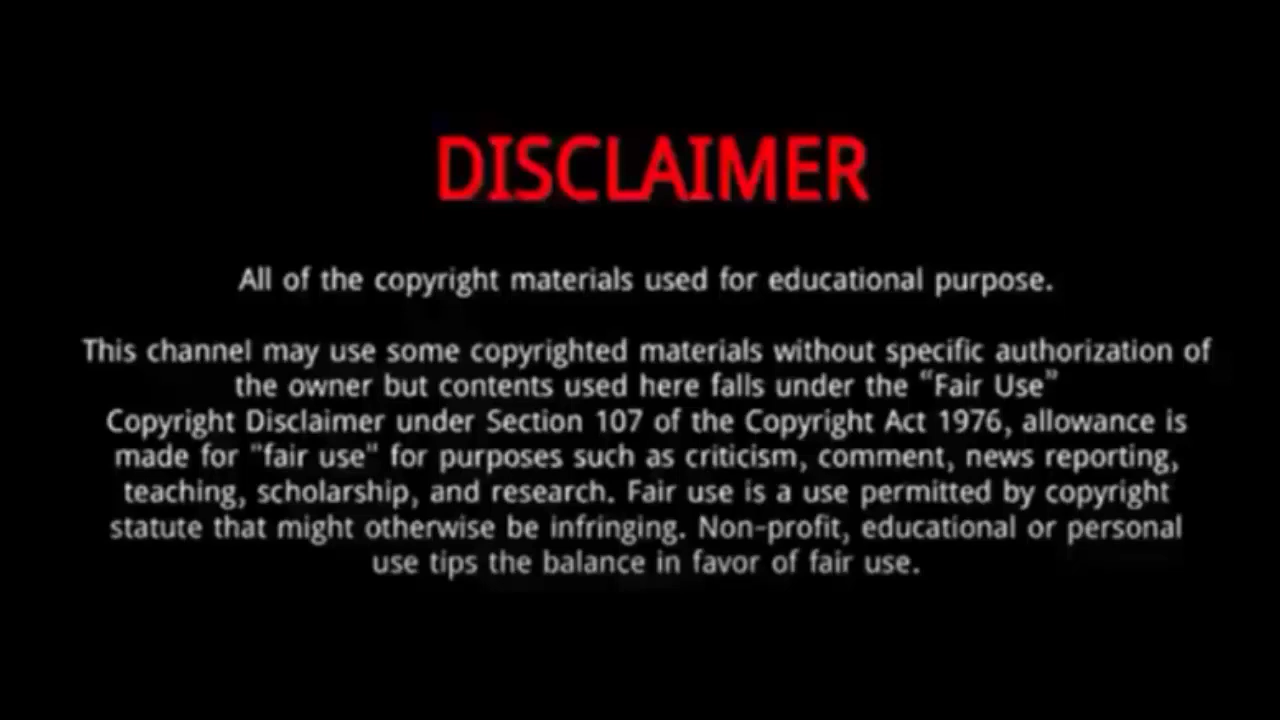 DISCLAIMER
All of the copyright materials used for educational purpose.
This channel may use some copyrighted materials without specific authorization of
the owner but contents used here falls under the “Fair Use”
Copyright Disclaimer under Section 107 of the Copyright Act 1976, allowance is
made for "fair use" for purposes such as criticism, comment, news reporting,
teaching, scholarship, and research. Fair use is a use permitted by copyright
statute that might otherwise be infringing. Non-profit, educational or personal
use tips the balance in favor of fair use.